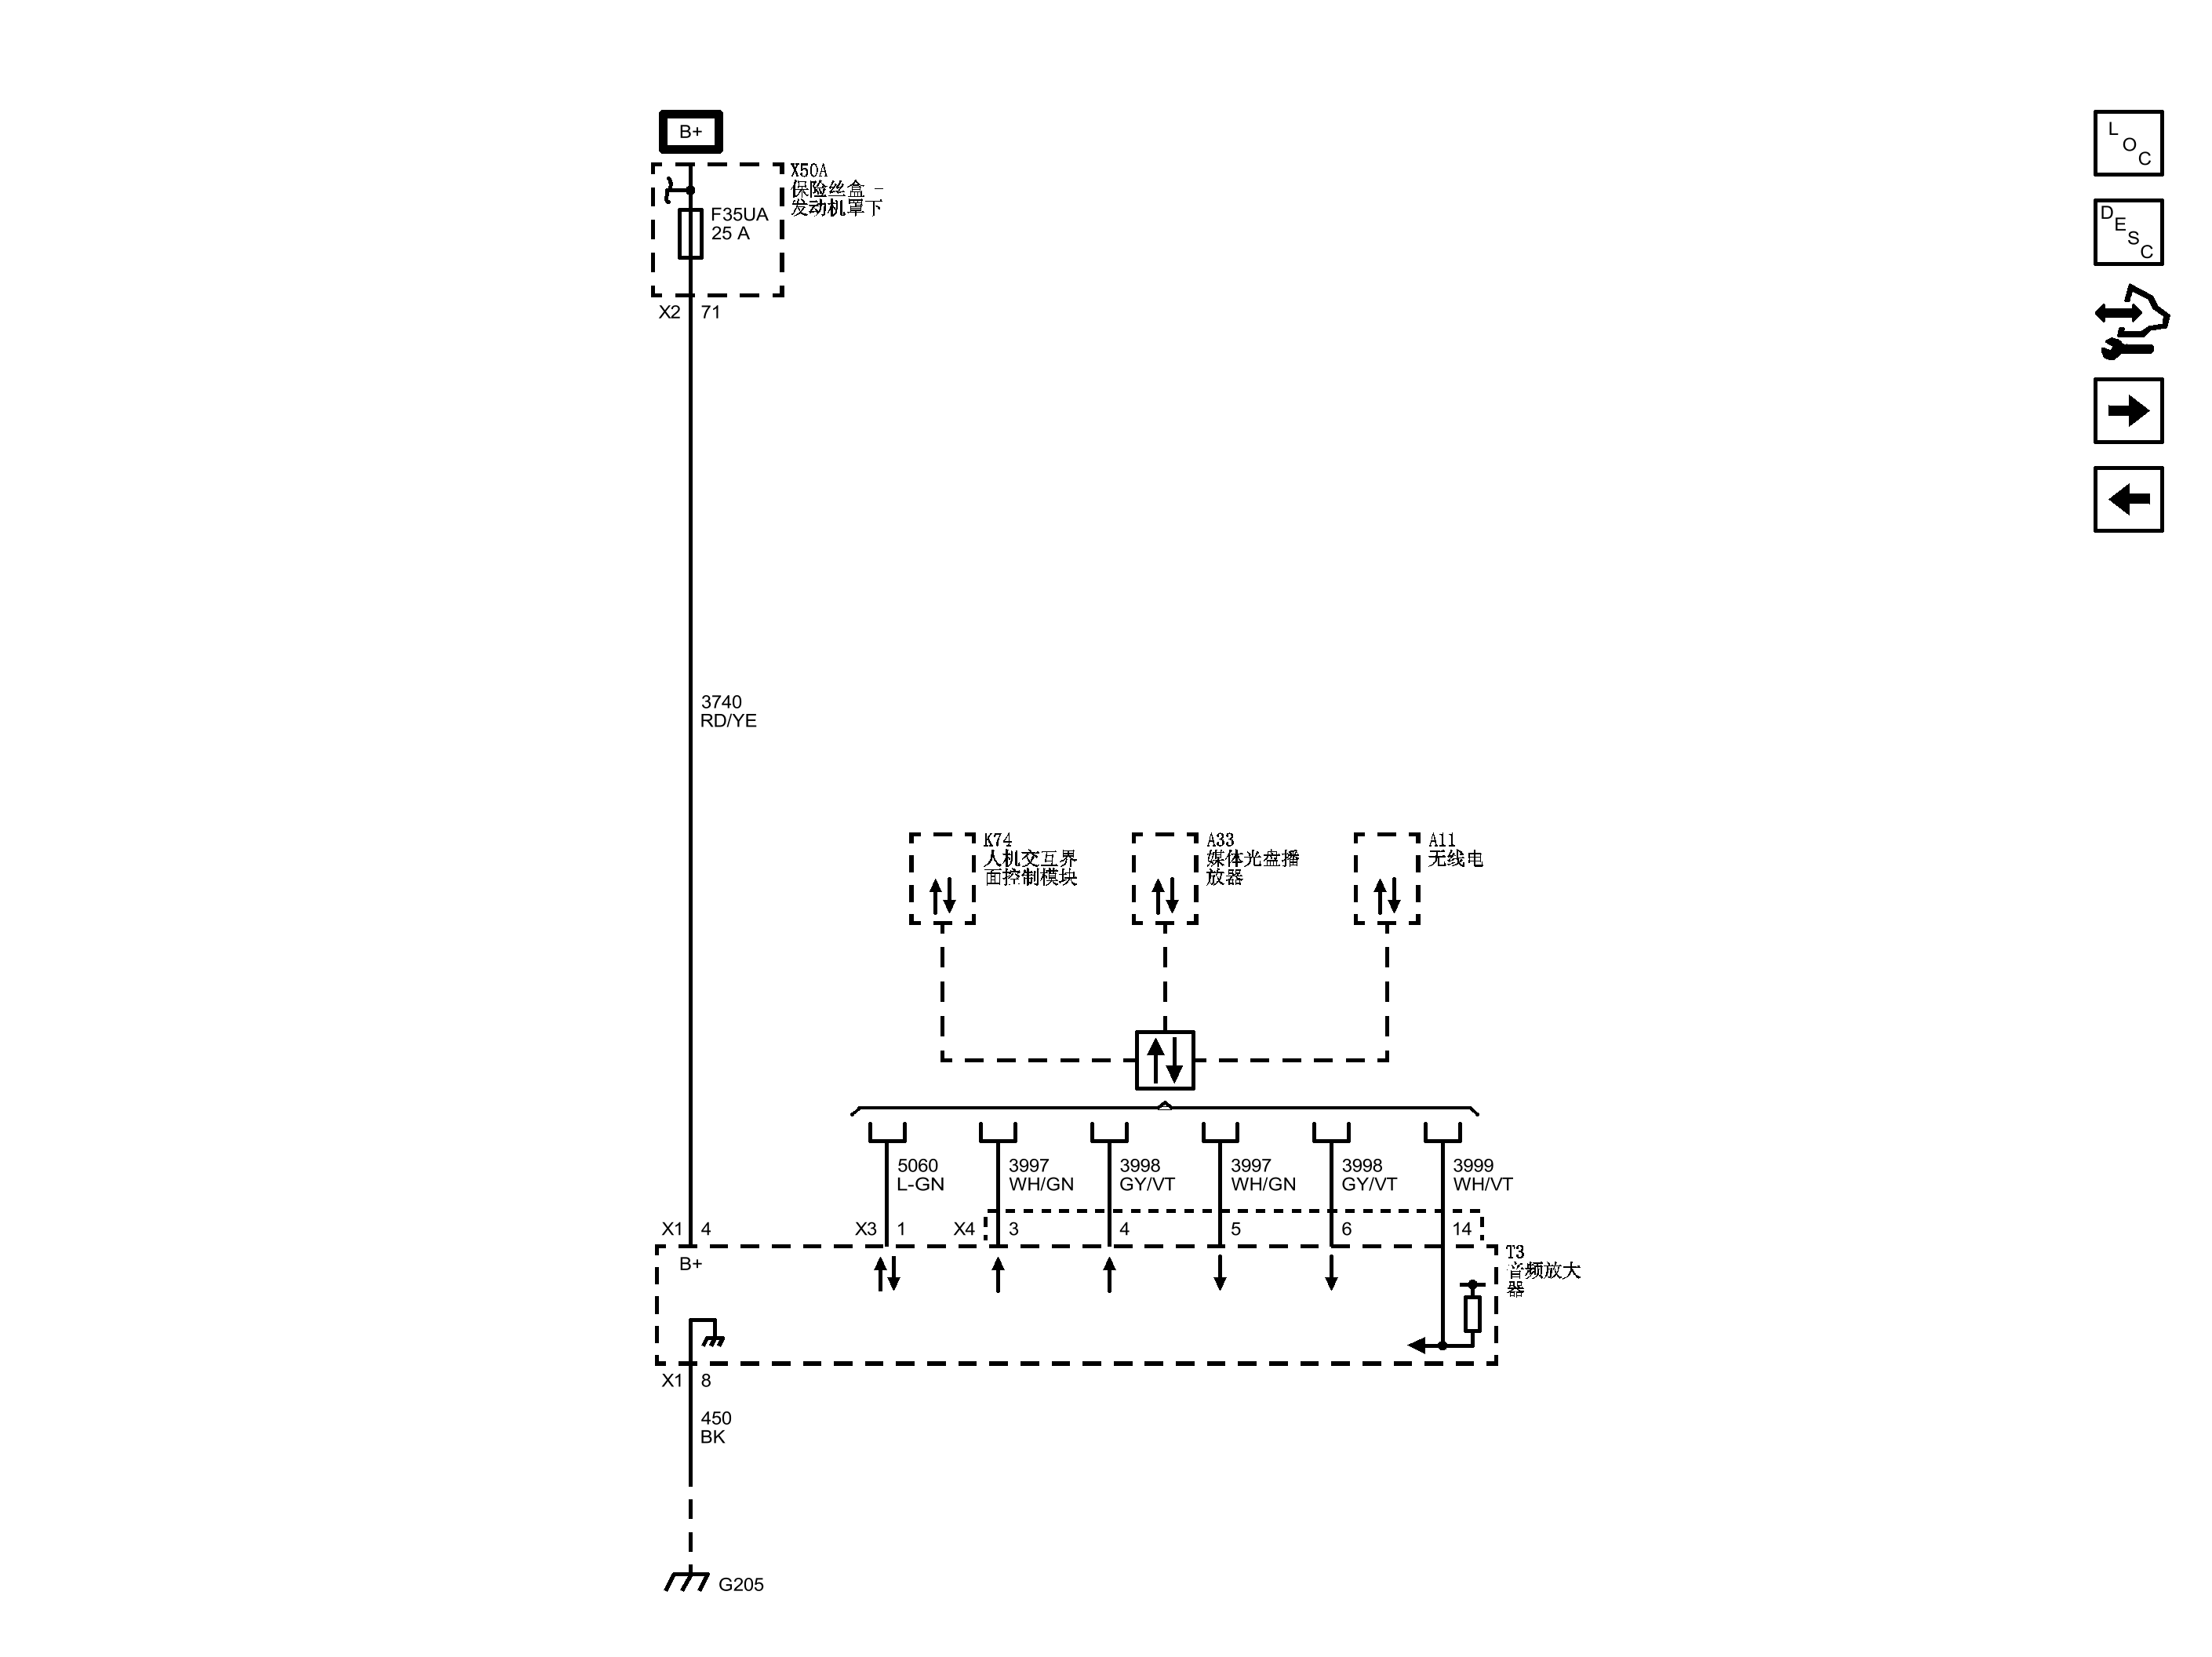 B+
X50A
保险丝盒 -
发动机罩下
F35UA
25 A
X2 71
L
O
C
D
E
S
C
3740
RD/YE
K74
人机交互界
面控制模块
A33
媒体光盘播
放器
A11
无线电
5060
L-GN
3997
WH/GN
3998
GY/VT
3997
WH/GN
3998
GY/VT
3999
WH/VT
X1 4
X3 1
X4 3
4
5
6
14
B+
T3
音频放大
器
X1 8
450
BK
G205